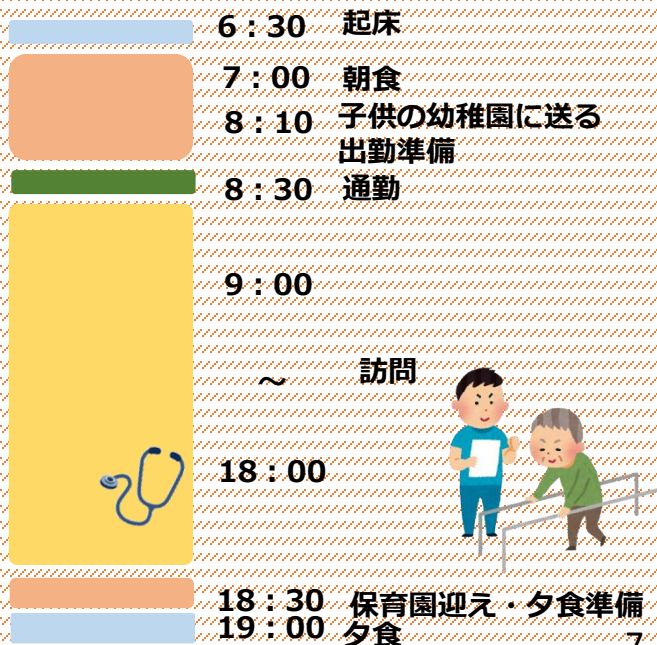 6：30 起床
7：00 朝食
8：10 子供の幼稚園に送る
出勤準備
8：30 通勤
9：00
～ 訪問
18：00
18：30 保育園迎え・夕食準備
19：00 夕食
7